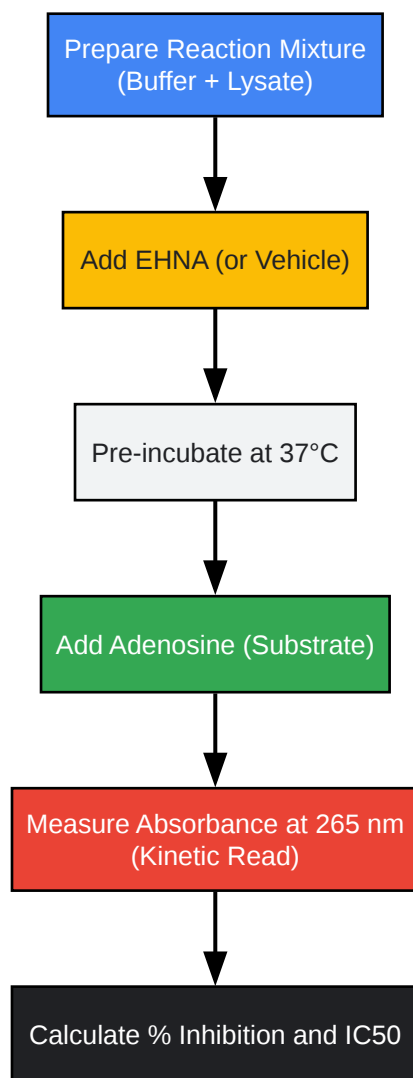 Prepare Reaction Mixture
(Buffer + Lysate)
Add EHNA (or Vehicle)
Pre-incubate at 37°C
Add Adenosine (Substrate)
Measure Absorbance at 265 nm
(Kinetic Read)
Calculate % Inhibition and IC50